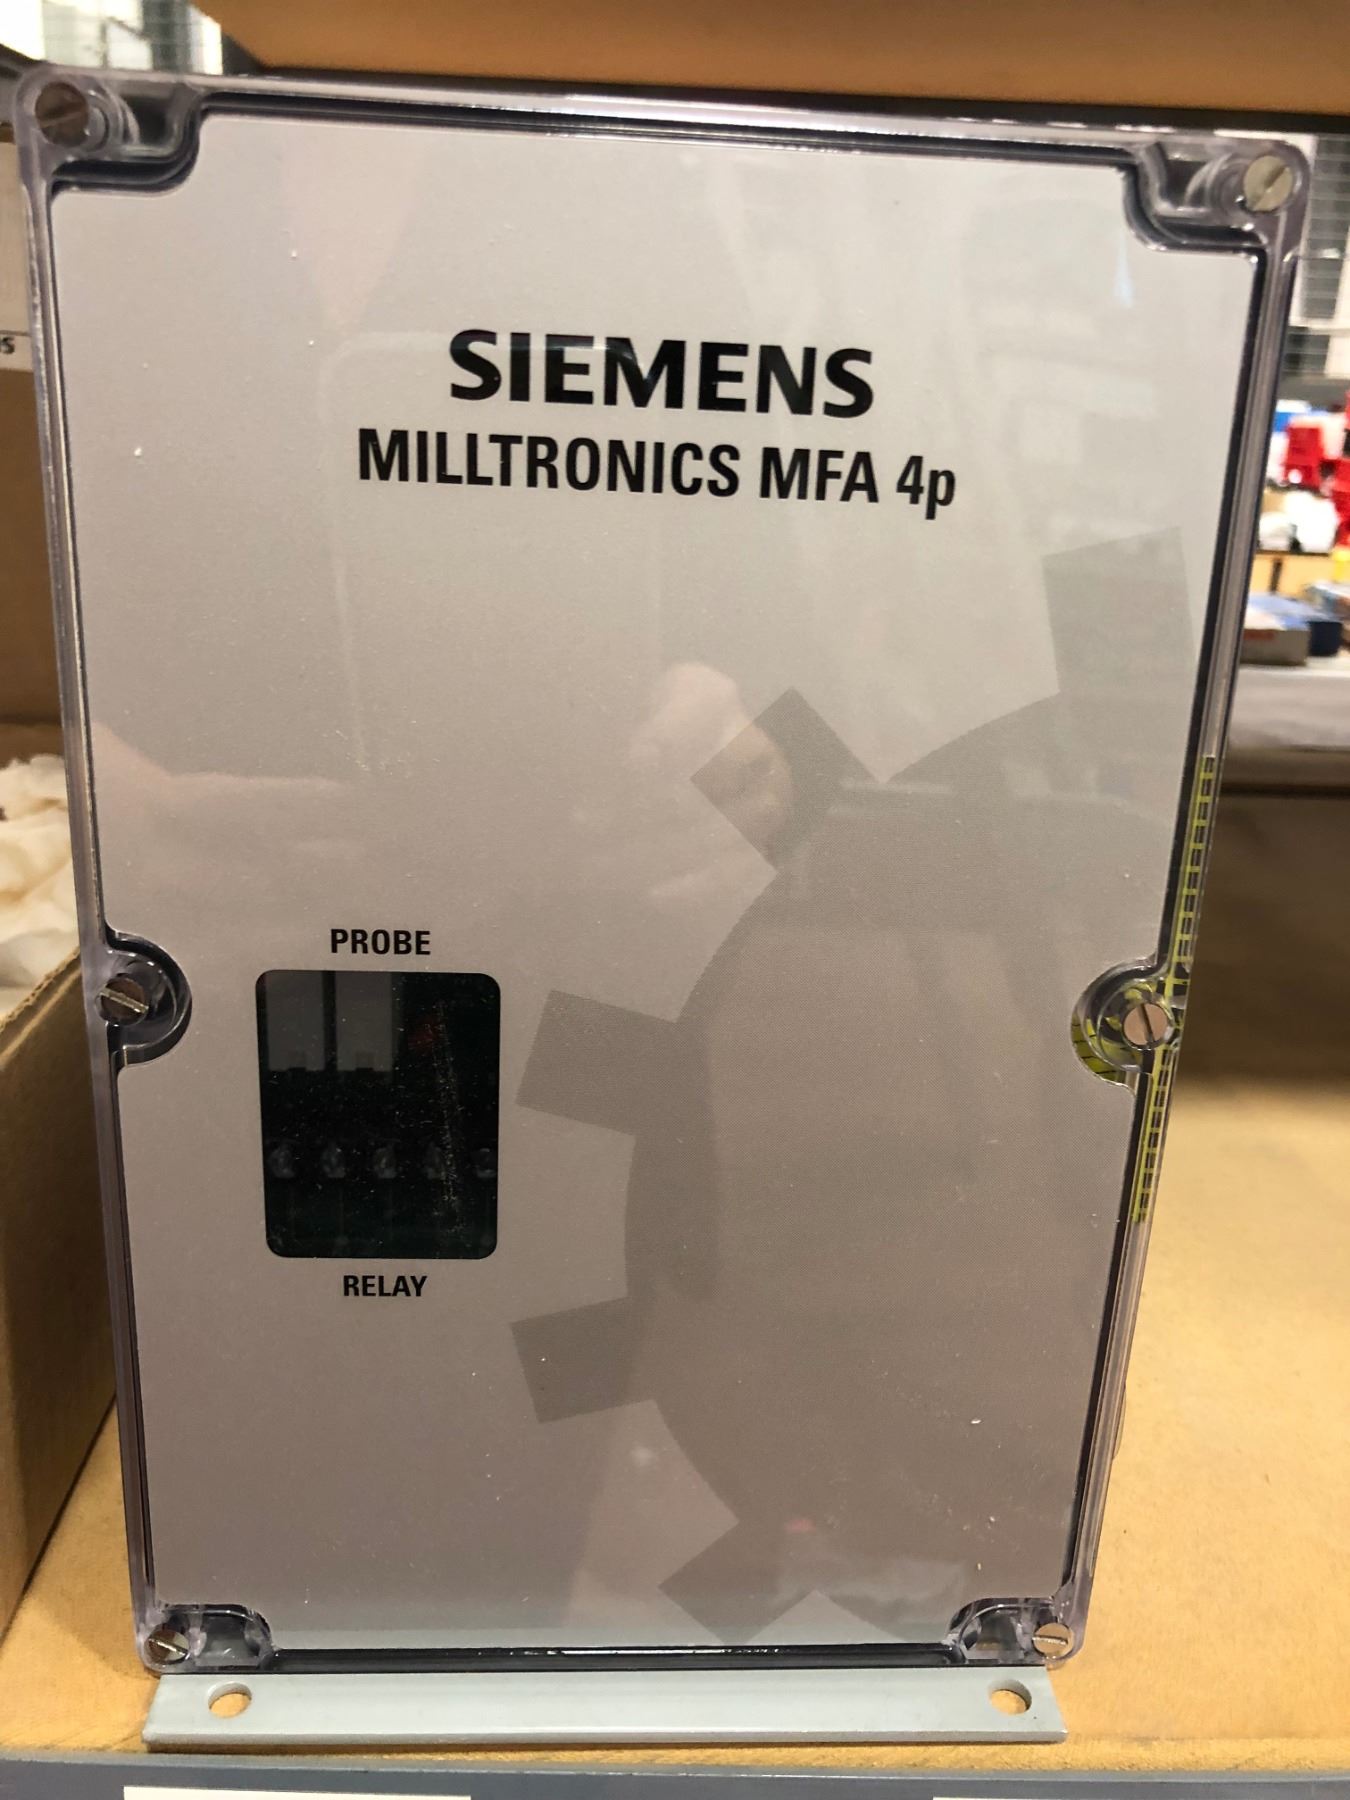 SIEMENS
MILLTRONICS MFA 4p
PROBE
RELAY